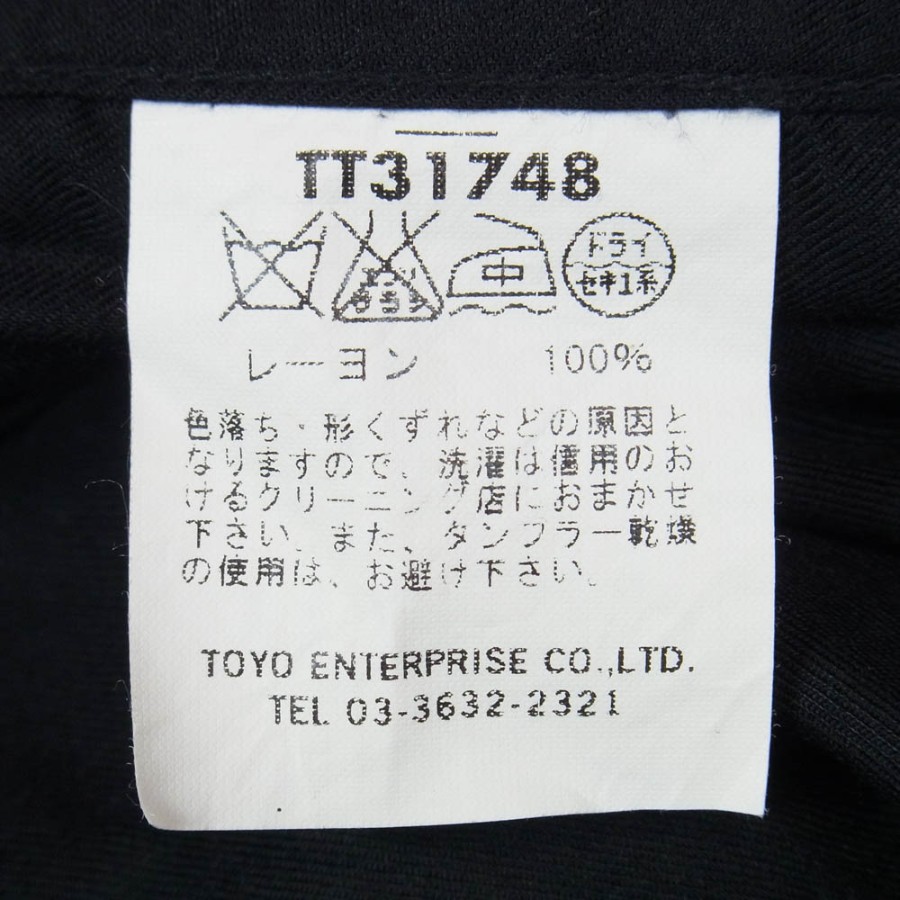 TT31748
中 ドライ
セキユ系
レーヨン 100%
色落ち・形くずれなどの原因と
なりますので、洗濯は信用のお
けるクリーニング店におまかせ
下さい。また、タンブラー乾燥
の使用は、お避け下さい。
TOYO ENTERPRISE CO.,LTD.
TEL 03-3632-2321